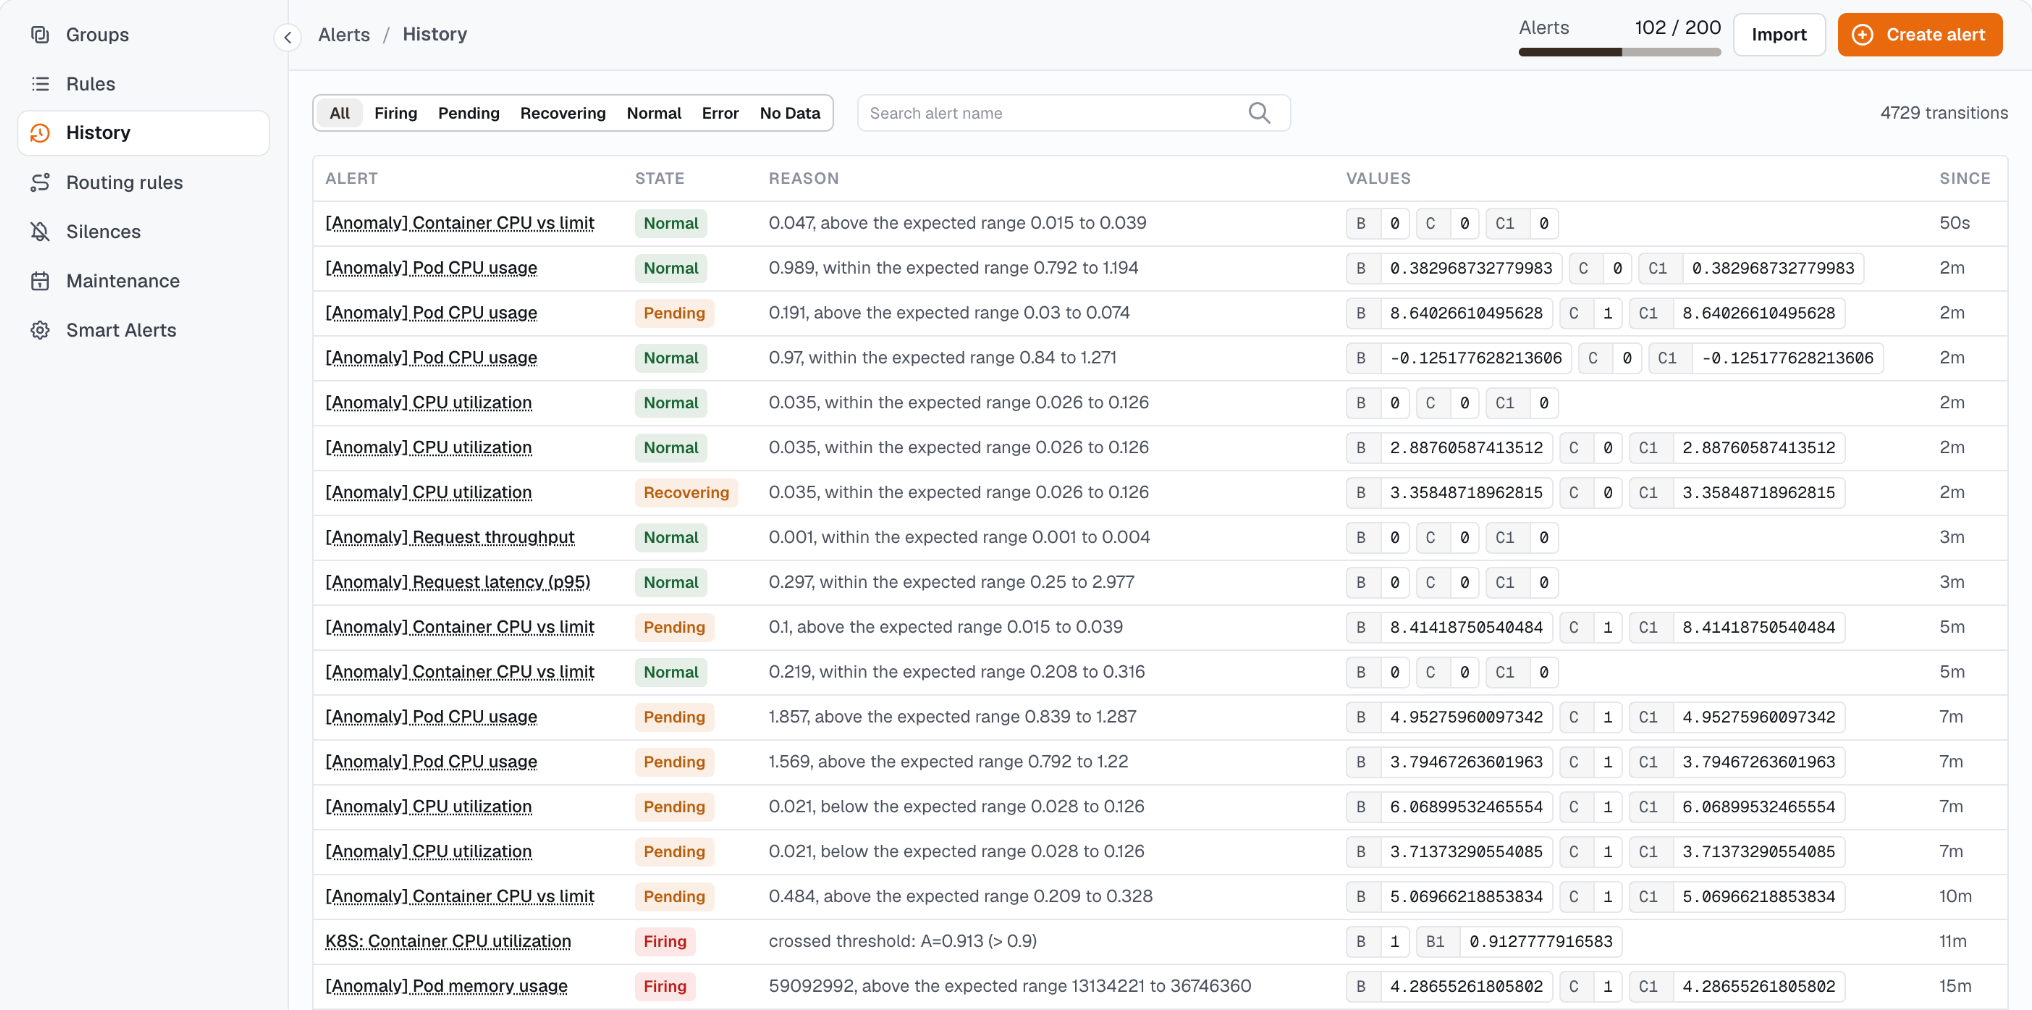 Groups
Rules
History
Routing rules
Silences
Maintenance
Smart Alerts
Alerts / History
Alerts 102 / 200
Import
Create alert
All Firing Pending Recovering Normal Error No Data
Search alert name
4729 transitions
ALERT STATE REASON VALUES SINCE
[Anomaly] Container CPU vs limit Normal 0.047, above the expected range 0.015 to 0.039 B 0 C 0 C1 0 50s
[Anomaly] Pod CPU usage Normal 0.989, within the expected range 0.792 to 1.194 B 0.382968732779983 C 0 C1 0.382968732779983 2m
[Anomaly] Pod CPU usage Pending 0.191, above the expected range 0.03 to 0.074 B 8.64026610495628 C 1 C1 8.64026610495628 2m
[Anomaly] Pod CPU usage Normal 0.97, within the expected range 0.84 to 1.271 B -0.125177628213606 C 0 C1 -0.125177628213606 2m
[Anomaly] CPU utilization Normal 0.035, within the expected range 0.026 to 0.126 B 0 C 0 C1 0 2m
[Anomaly] CPU utilization Normal 0.035, within the expected range 0.026 to 0.126 B 2.88760587413512 C 0 C1 2.88760587413512 2m
[Anomaly] CPU utilization Recovering 0.035, within the expected range 0.026 to 0.126 B 3.35848718962815 C 0 C1 3.35848718962815 2m
[Anomaly] Request throughput Normal 0.001, within the expected range 0.001 to 0.004 B 0 C 0 C1 0 3m
[Anomaly] Request latency (p95) Normal 0.297, within the expected range 0.25 to 2.977 B 0 C 0 C1 0 3m
[Anomaly] Container CPU vs limit Pending 0.1, above the expected range 0.015 to 0.039 B 8.41418750540484 C 1 C1 8.41418750540484 5m
[Anomaly] Container CPU vs limit Normal 0.219, within the expected range 0.208 to 0.316 B 0 C 0 C1 0 5m
[Anomaly] Pod CPU usage Pending 1.857, above the expected range 0.839 to 1.287 B 4.95275960097342 C 1 C1 4.95275960097342 7m
[Anomaly] Pod CPU usage Pending 1.569, above the expected range 0.792 to 1.22 B 3.79467263601963 C 1 C1 3.79467263601963 7m
[Anomaly] CPU utilization Pending 0.021, below the expected range 0.028 to 0.126 B 6.06899532465554 C 1 C1 6.06899532465554 7m
[Anomaly] CPU utilization Pending 0.021, below the expected range 0.028 to 0.126 B 3.71373290554085 C 1 C1 3.71373290554085 7m
[Anomaly] Container CPU vs limit Pending 0.484, above the expected range 0.209 to 0.328 B 5.06966218853834 C 1 C1 5.06966218853834 10m
K8S: Container CPU utilization Firing crossed threshold: A=0.913 (> 0.9) B 1 B1 0.9127777916583 11m
[Anomaly] Pod memory usage Firing 59092992, above the expected range 13134221 to 36746360 B 4.28655261805802 C 1 C1 4.28655261805802 15m